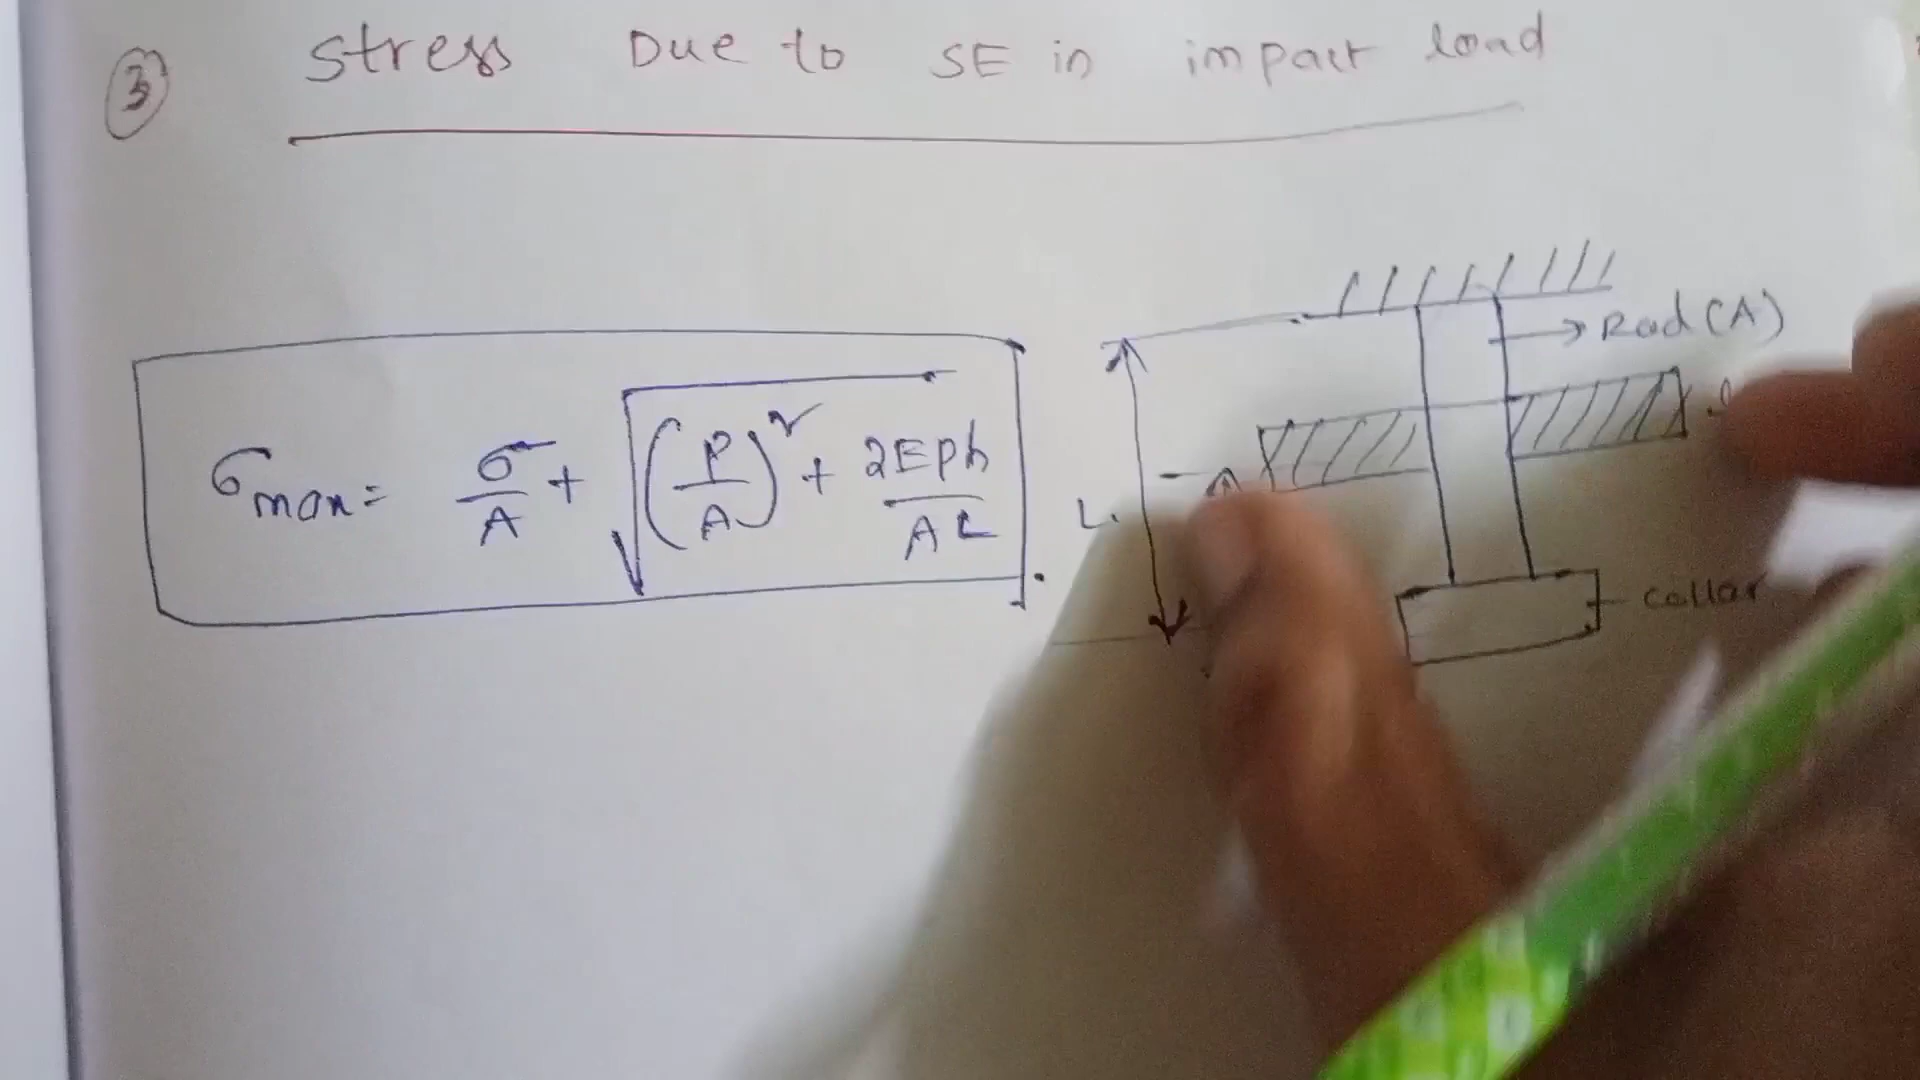 ③ Stress Due to SE in impact load
σmax = σ/A + √((P/A)² + 2EPh/AL)
Rod (A)
L.
collar